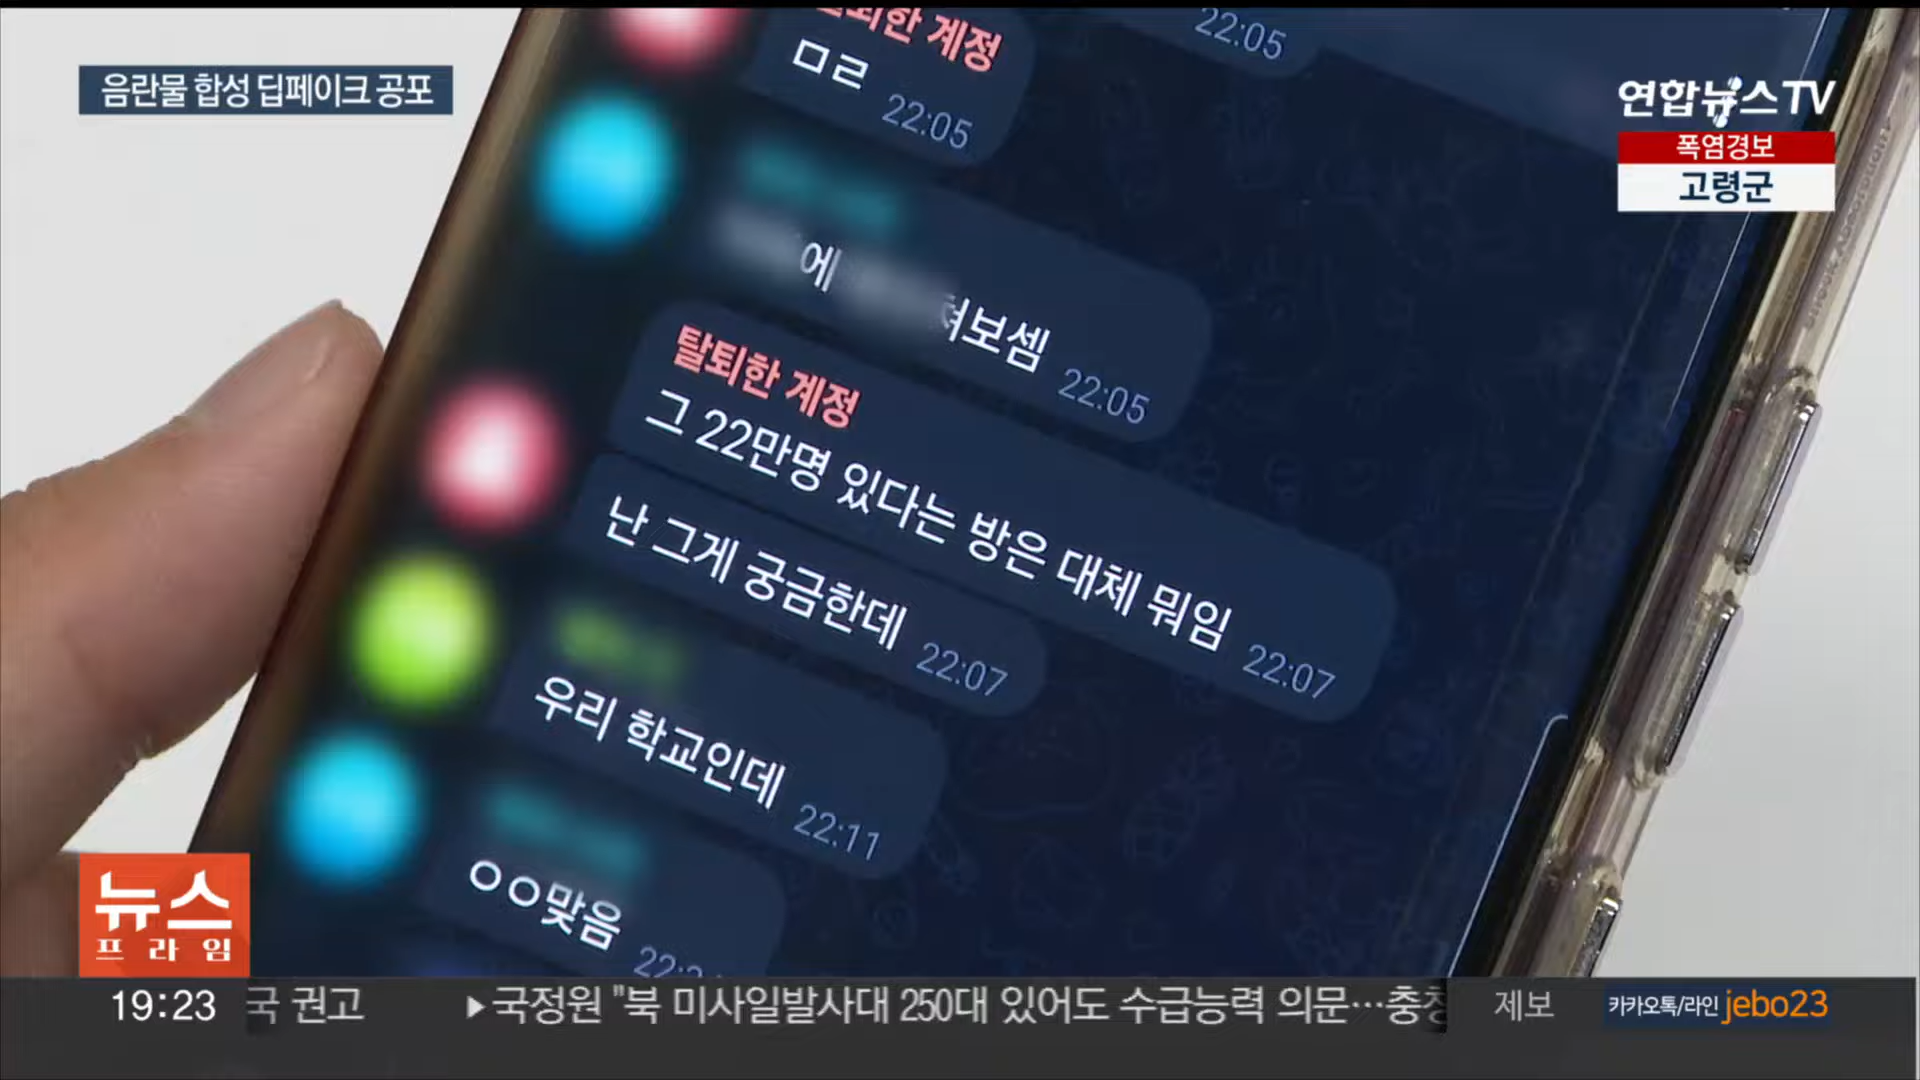 음란물 합성 딥페이크 공포
연합뉴스TV
폭염경보
고령군
22:05
한 계정
ㅁㄹ
22:05
에
보셈
22:05
탈퇴한 계정
그 22만명 있다는 방은 대체 뭐임
22:07
난 그게 궁금한데
22:07
우리 학교인데
22:11
ㅇㅇ맞음
뉴스
프라임
19:23
국 권고
▶국정원 "북 미사일발사대 250대 있어도 수급능력 의문…충청
제보
카카오톡/라인 jebo23